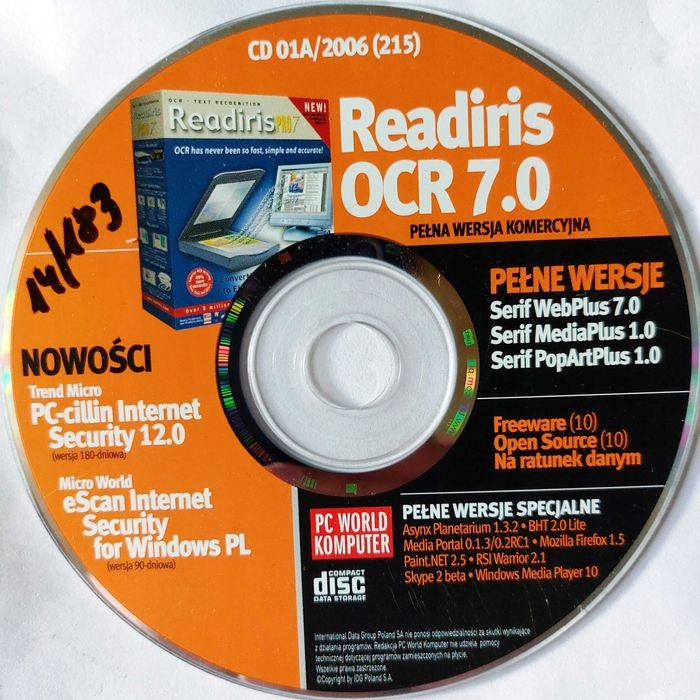 CD 01A/2006 (215)
OCR - TEXT RECOGNITION
NEW!
Readiris PRO 7
OCR has never been so fast, simple and accurate!
Readiris
OCR 7.0
PEŁNA WERSJA KOMERCYJNA
14/183
PEŁNE WERSJE
Serif WebPlus 7.0
Serif MediaPlus 1.0
Serif PopArtPlus 1.0
NOWOŚCI
Trend Micro
PC-cillin Internet
Security 12.0
(wersja 180-dniowa)
Micro World
eScan Internet
Security
for Windows PL
(wersja 90-dniowa)
Freeware (10)
Open Source (10)
Na ratunek danym
PC WORLD
KOMPUTER
COMPACT
disc
DATA STORAGE
PEŁNE WERSJE SPECJALNE
Asynx Planetarium 1.3.2 • BHT 2.0 Lite
Media Portal 0.1.3/0.2RC1 • Mozilla Firefox 1.5
Paint.NET 2.5 • RSI Warrior 2.1
Skype 2 beta • Windows Media Player 10
International Data Group Poland SA nie ponosi odpowiedzialności za skutki wynikające
z działania programów. Redakcja PC World Komputer nie udziela pomocy
technicznej dotyczącej programów zamieszczonych na płycie.
Wszelkie prawa zastrzeżone.
©Copyright by IDG Poland S.A.